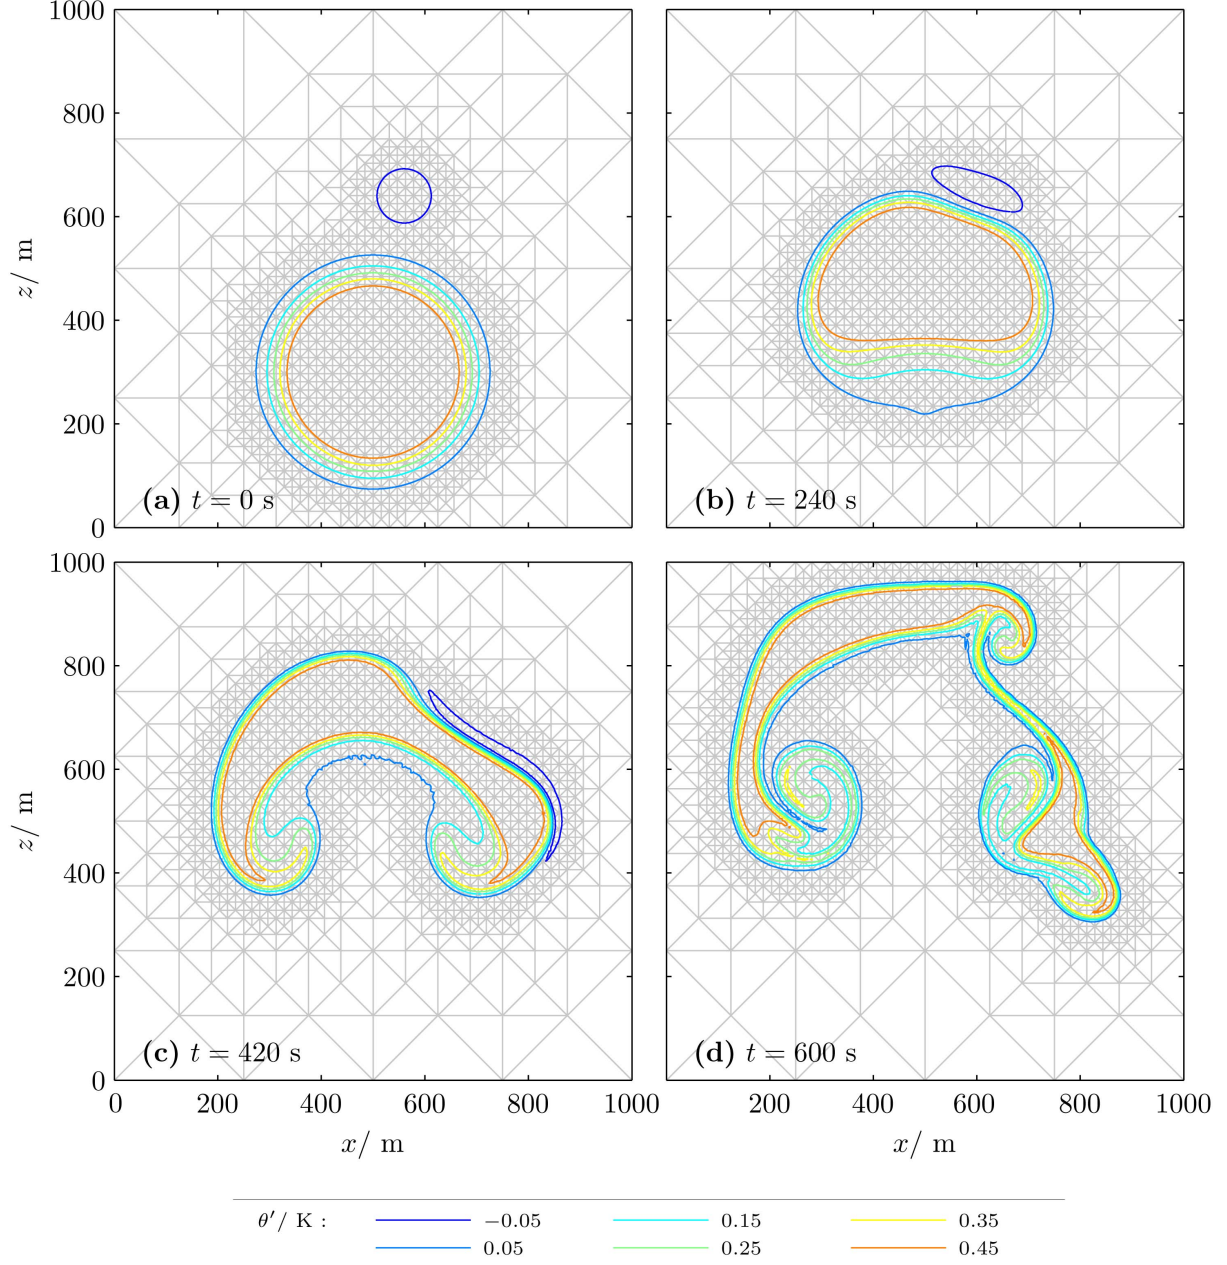 1000
800
600
400
200
0
z/ m
(a) t = 0 s
(b) t = 240 s
1000
800
600
400
200
0
z/ m
(c) t = 420 s
(d) t = 600 s
0 200 400 600 800 1000
200 400 600 800 1000
x/ m
x/ m
θ′/ K :
−0.05 0.15 0.35
0.05 0.25 0.45